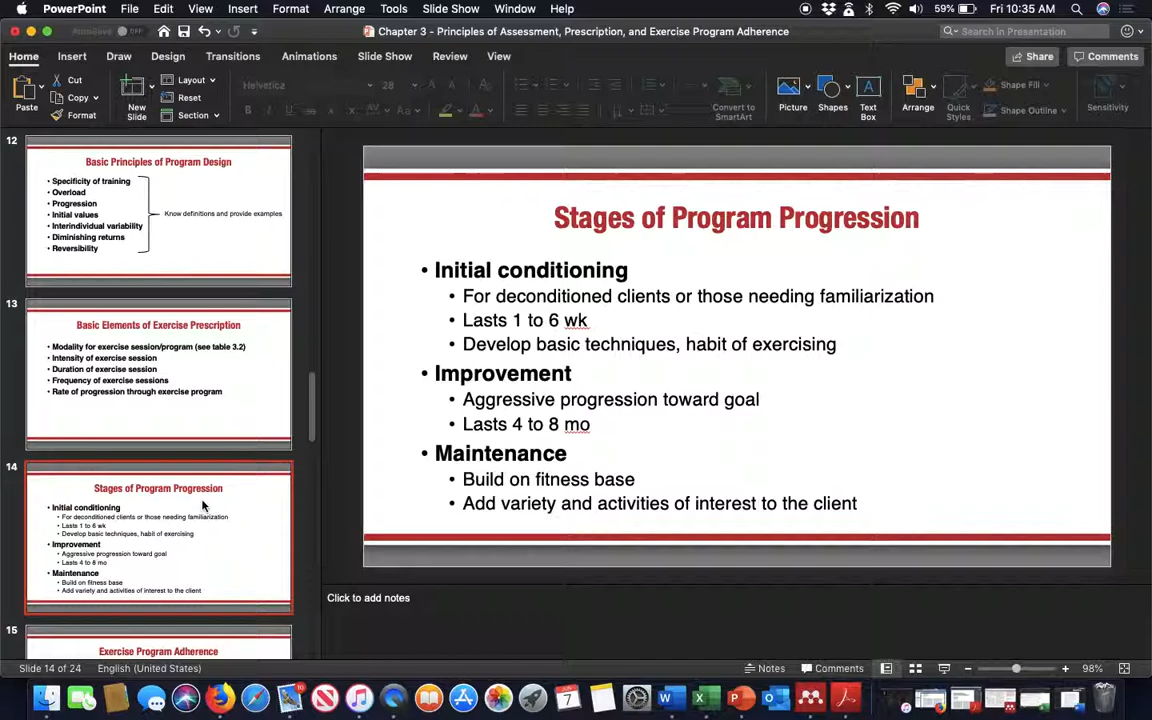 PowerPoint File Edit View Insert Format Arrange Tools Slide Show Window Help 59% Fri 10:35 AM
AutoSave OFF Chapter 3 - Principles of Assessment, Prescription, and Exercise Program Adherence Search in Presentation
Home Insert Draw Design Transitions Animations Slide Show Review View Share Comments
Paste Cut Copy Format New Slide Layout Reset Section Helvetica 28 Convert to SmartArt Picture Shapes Text Box Arrange Quick Styles Shape Fill Shape Outline Sensitivity
12
Basic Principles of Program Design
• Specificity of training
• Overload
• Progression
• Initial values
• Interindividual variability
• Diminishing returns
• Reversibility
Know definitions and provide examples
13
Basic Elements of Exercise Prescription
• Modality for exercise session/program (see table 3.2)
• Intensity of exercise session
• Duration of exercise session
• Frequency of exercise sessions
• Rate of progression through exercise program
14
Stages of Program Progression
• Initial conditioning
• For deconditioned clients or those needing familiarization
• Lasts 1 to 6 wk
• Develop basic techniques, habit of exercising
• Improvement
• Aggressive progression toward goal
• Lasts 4 to 8 mo
• Maintenance
• Build on fitness base
• Add variety and activities of interest to the client
15
Exercise Program Adherence
Stages of Program Progression
• Initial conditioning
• For deconditioned clients or those needing familiarization
• Lasts 1 to 6 wk
• Develop basic techniques, habit of exercising
• Improvement
• Aggressive progression toward goal
• Lasts 4 to 8 mo
• Maintenance
• Build on fitness base
• Add variety and activities of interest to the client
Click to add notes
Slide 14 of 24 English (United States) Notes Comments 98%